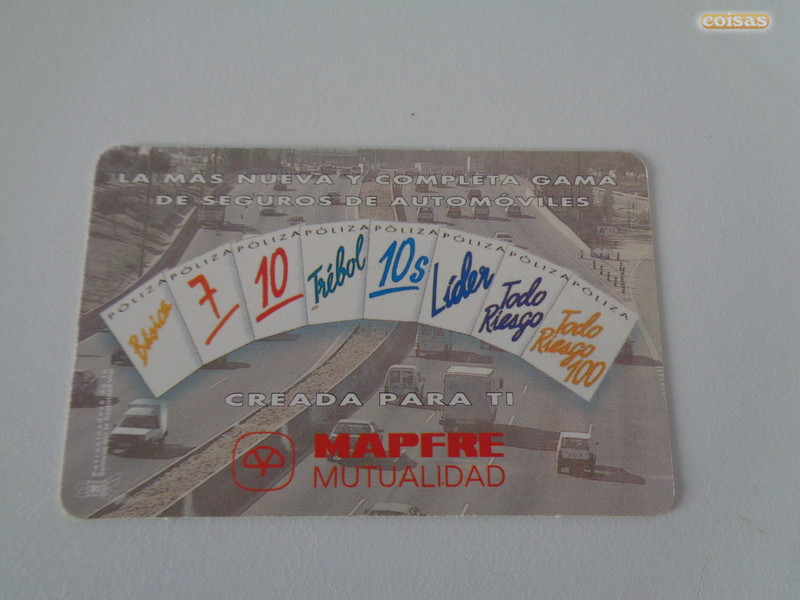 coisas
LA MÁS NUEVA Y COMPLETA GAMA
DE SEGUROS DE AUTOMÓVILES
PÓLIZA Básica
PÓLIZA 7
PÓLIZA 10
PÓLIZA Trébol
PÓLIZA 10s
PÓLIZA Líder
PÓLIZA Todo Riesgo
PÓLIZA Todo Riesgo 100
CREADA PARA TI
MAPFRE
MUTUALIDAD